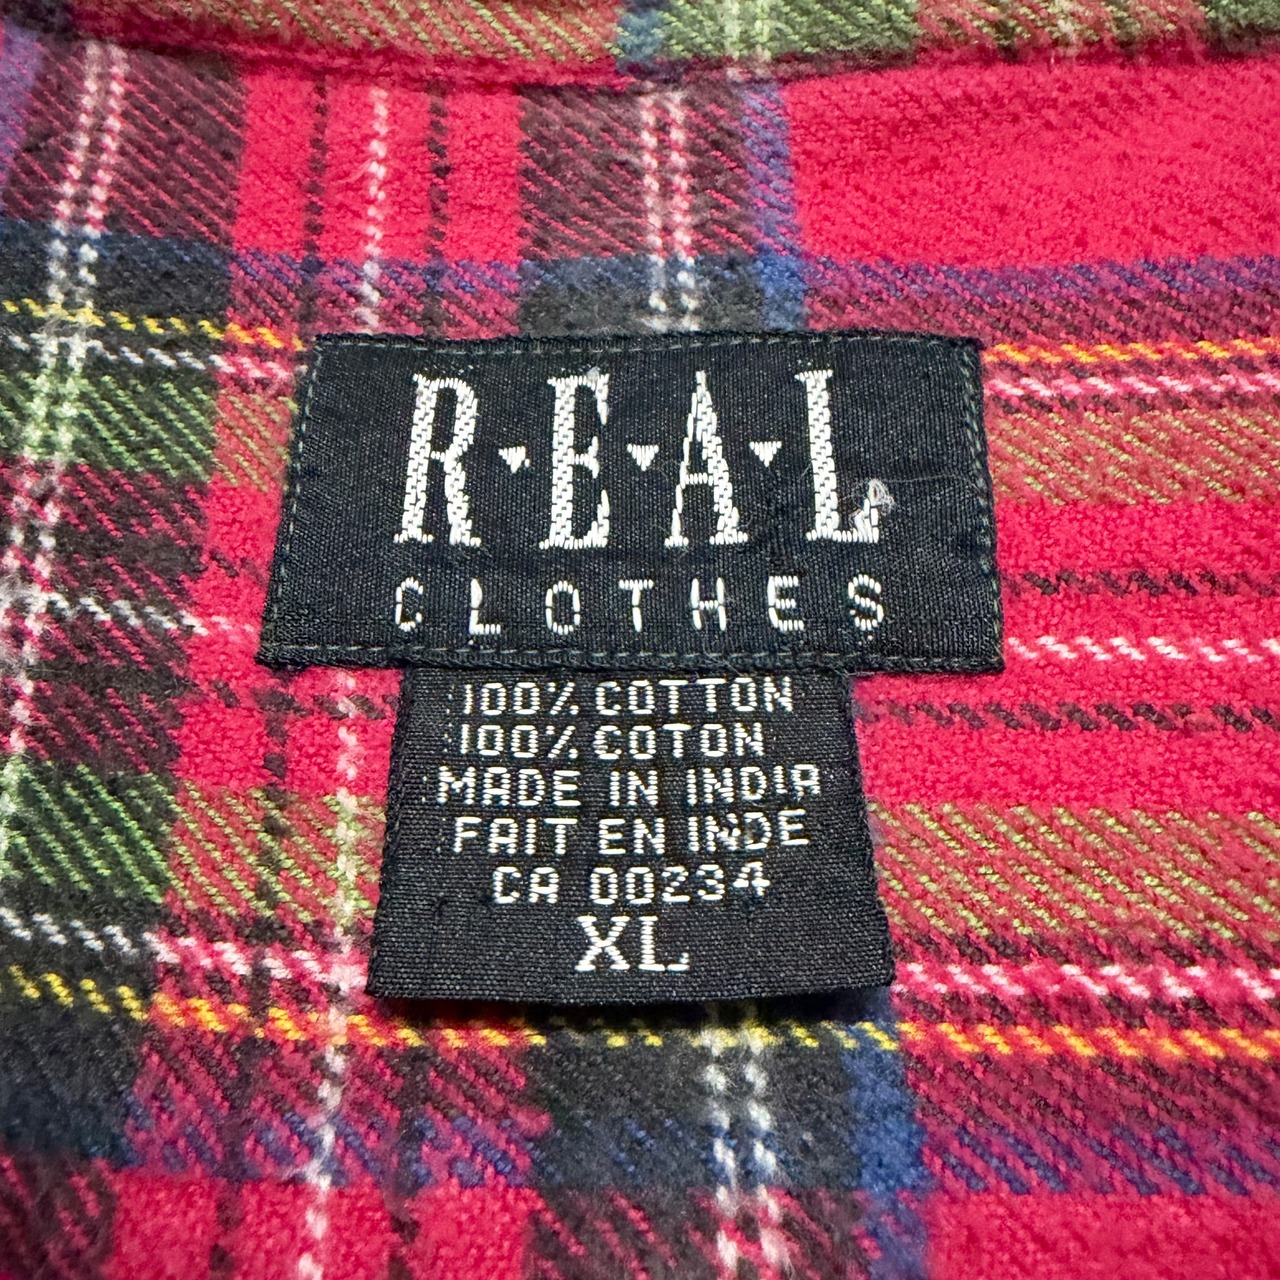 R▾E▾A▾L
CLOTHES
100% COTTON
100% COTON
MADE IN INDIA
FAIT EN INDE
CA 00234
XL